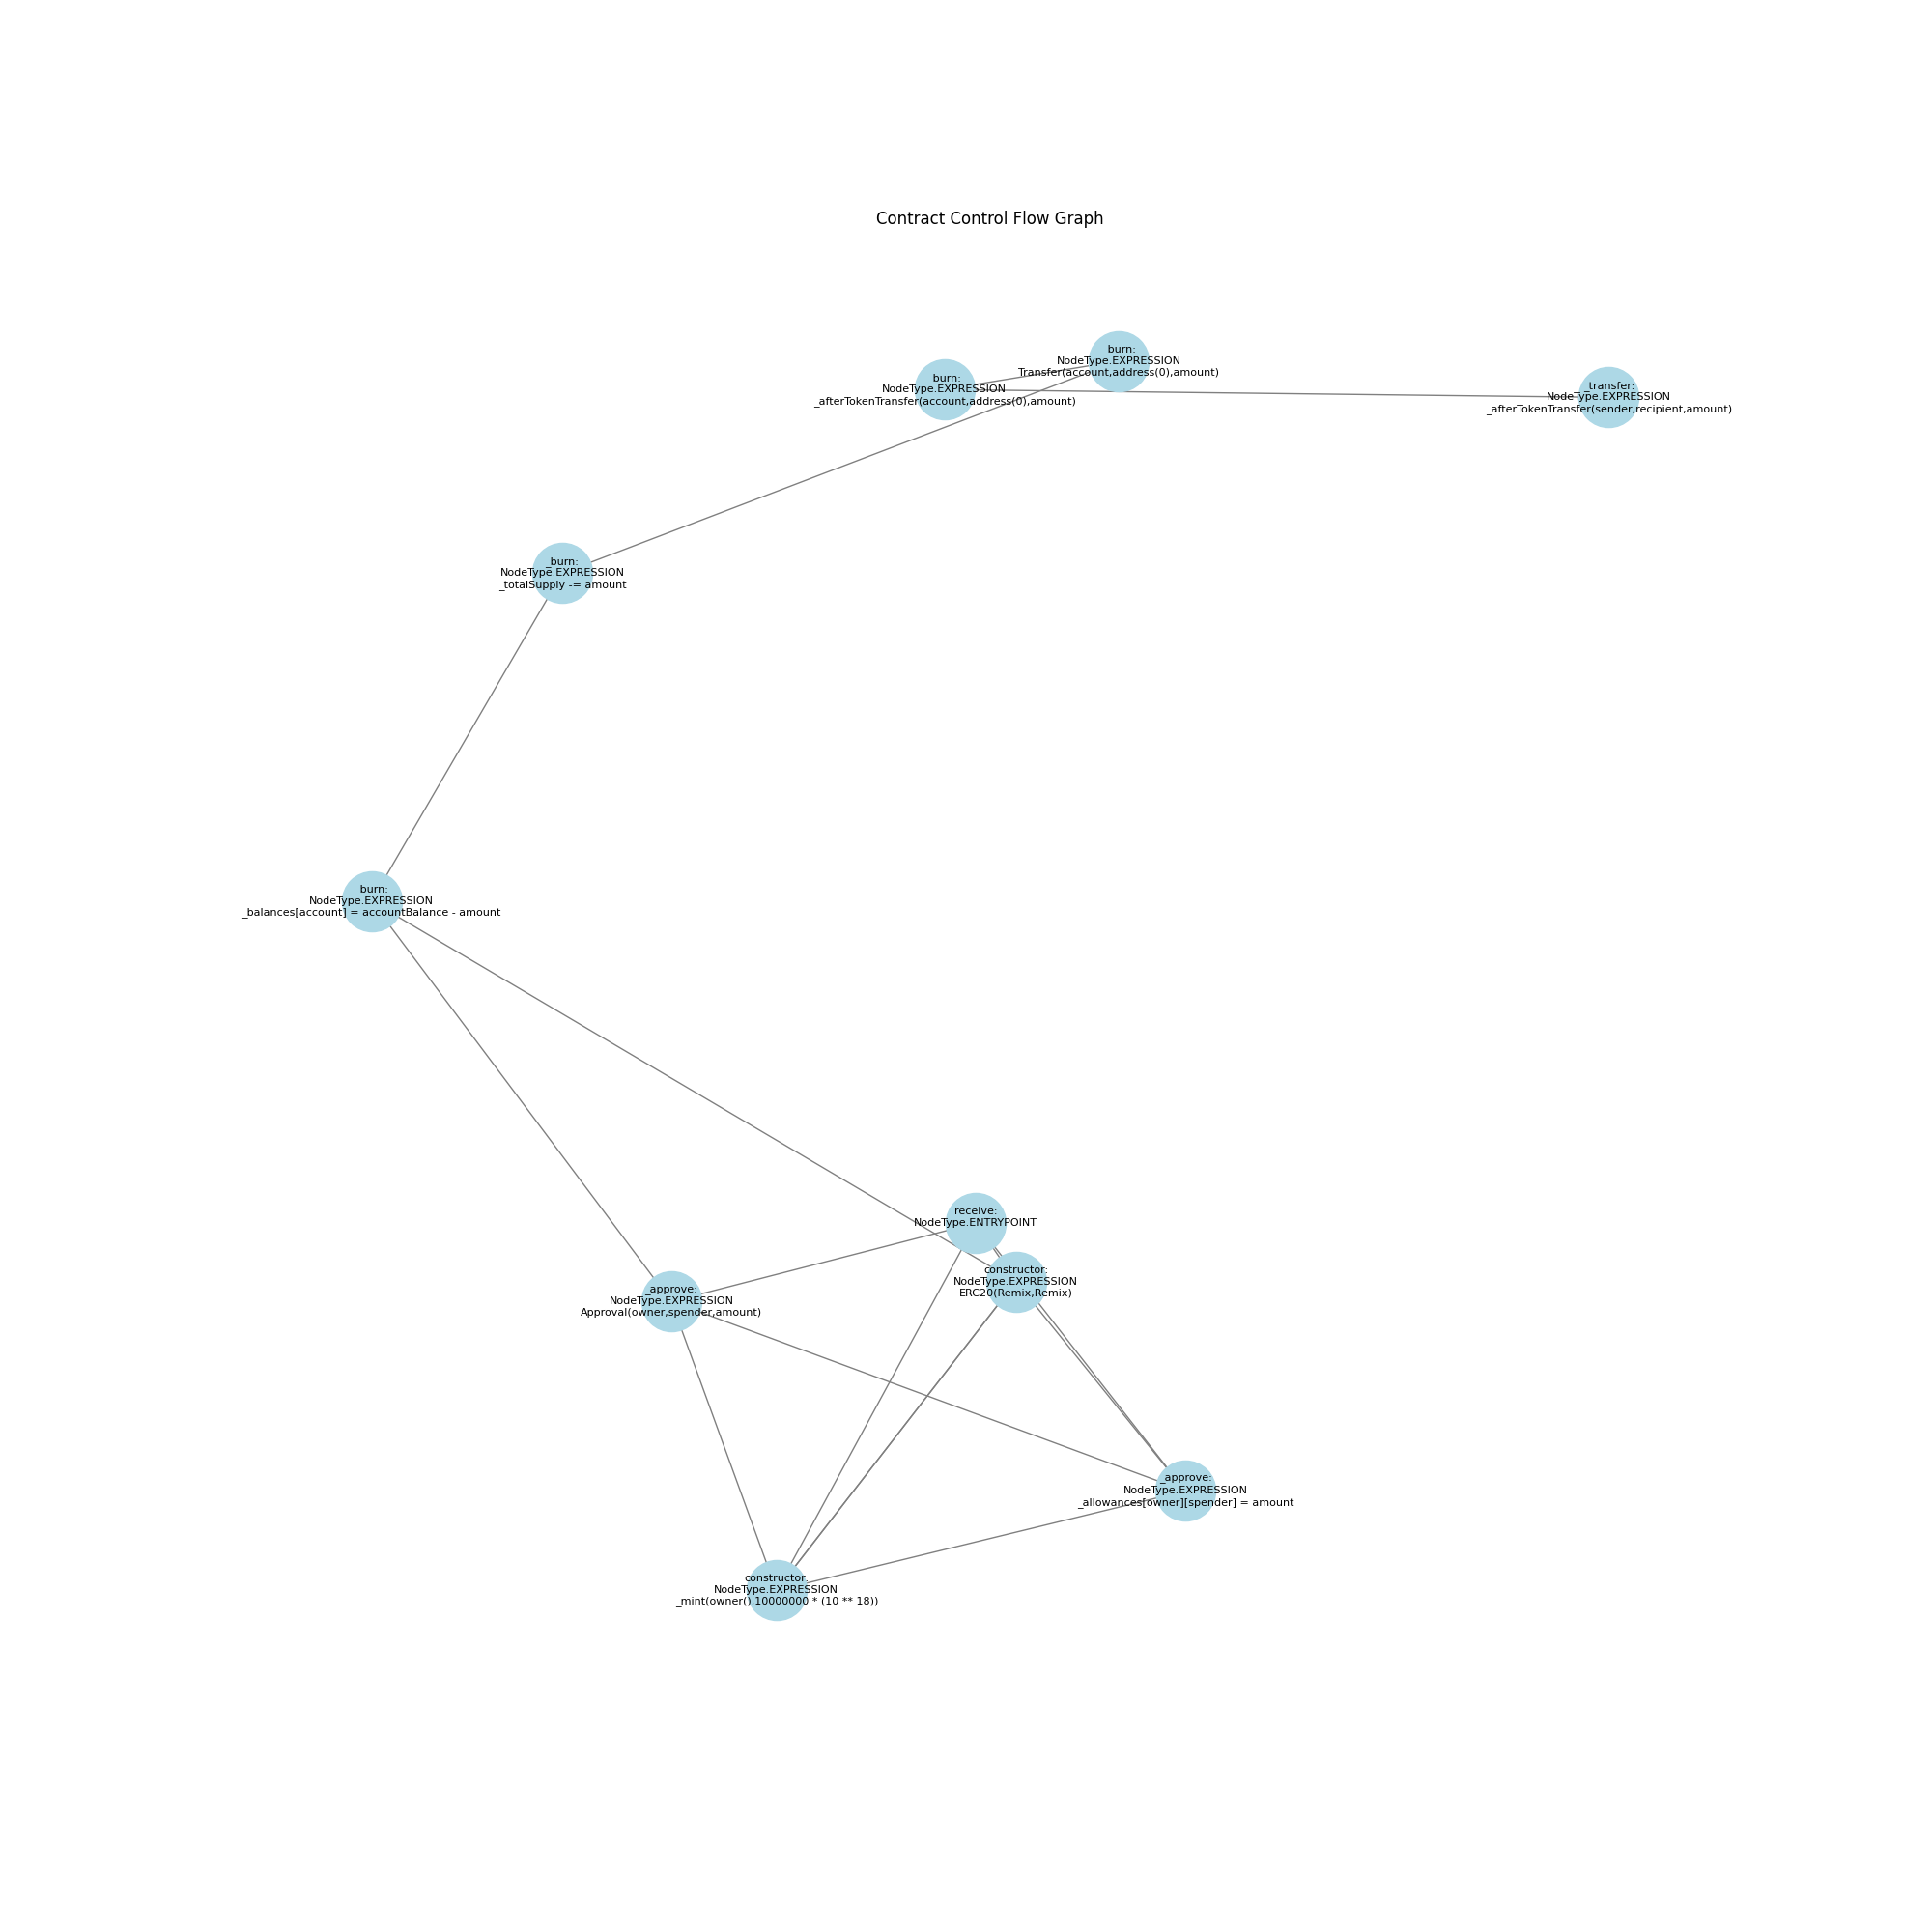 Contract Control Flow Graph
_burn:
NodeType.EXPRESSION
Transfer(account,address(0),amount)
_burn:
NodeType.EXPRESSION
_afterTokenTransfer(account,address(0),amount)
_transfer:
NodeType.EXPRESSION
_afterTokenTransfer(sender,recipient,amount)
_burn:
NodeType.EXPRESSION
_totalSupply -= amount
_burn:
NodeType.EXPRESSION
_balances[account] = accountBalance - amount
receive:
NodeType.ENTRYPOINT
constructor:
NodeType.EXPRESSION
ERC20(Remix,Remix)
_approve:
NodeType.EXPRESSION
Approval(owner,spender,amount)
_approve:
NodeType.EXPRESSION
_allowances[owner][spender] = amount
constructor:
NodeType.EXPRESSION
_mint(owner(),10000000 * (10 ** 18))